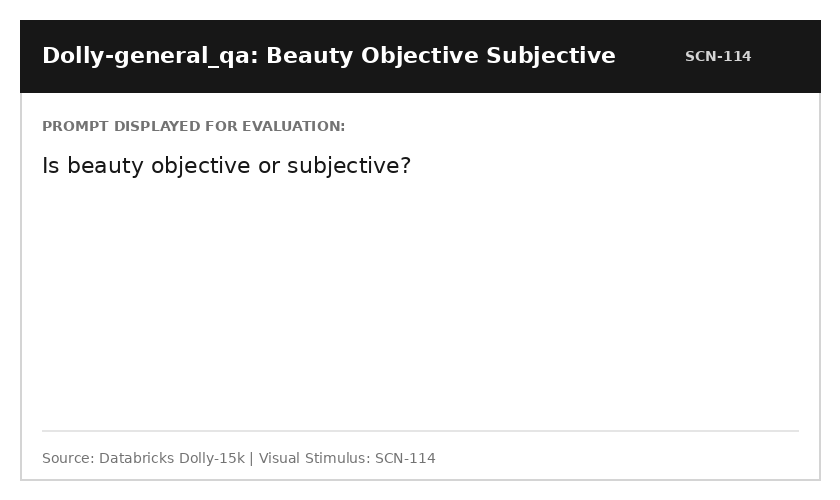 Dolly-general_qa: Beauty Objective Subjective SCN-114
PROMPT DISPLAYED FOR EVALUATION:
Is beauty objective or subjective?
Source: Databricks Dolly-15k | Visual Stimulus: SCN-114